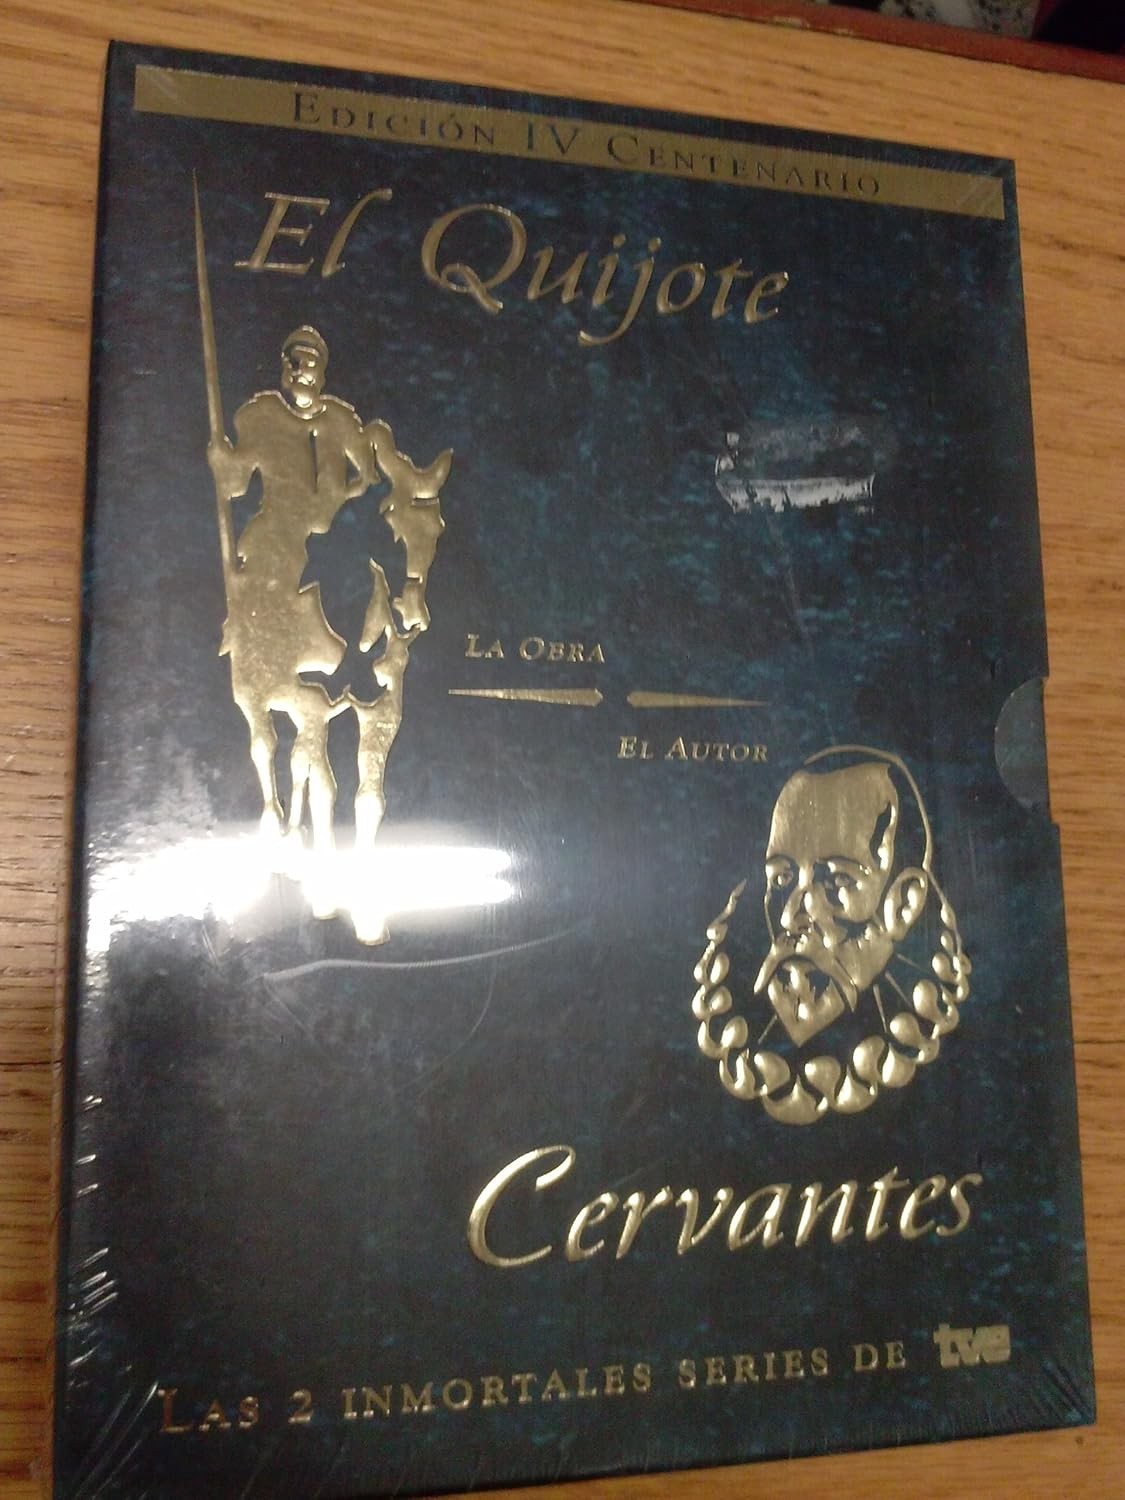 EDICIÓN IV CENTENARIO
El Quijote
LA OBRA
EL AUTOR
Cervantes
LAS 2 INMORTALES SERIES DE tve